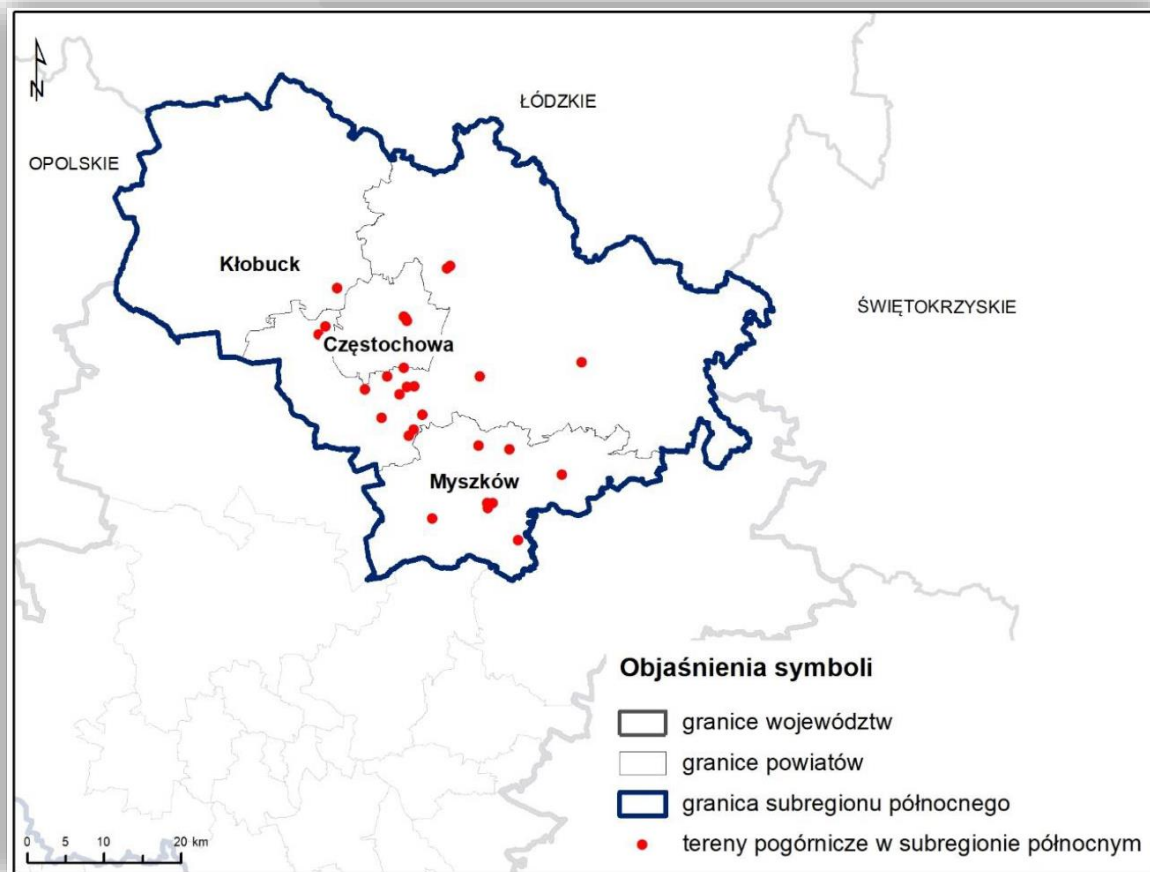 N
ŁÓDZKIE
OPOLSKIE
Kłobuck
ŚWIĘTOKRZYSKIE
Częstochowa
Myszków
Objaśnienia symboli
granice województw
granice powiatów
granica subregionu północnego
tereny pogórnicze w subregionie północnym
0 5 10 20 km